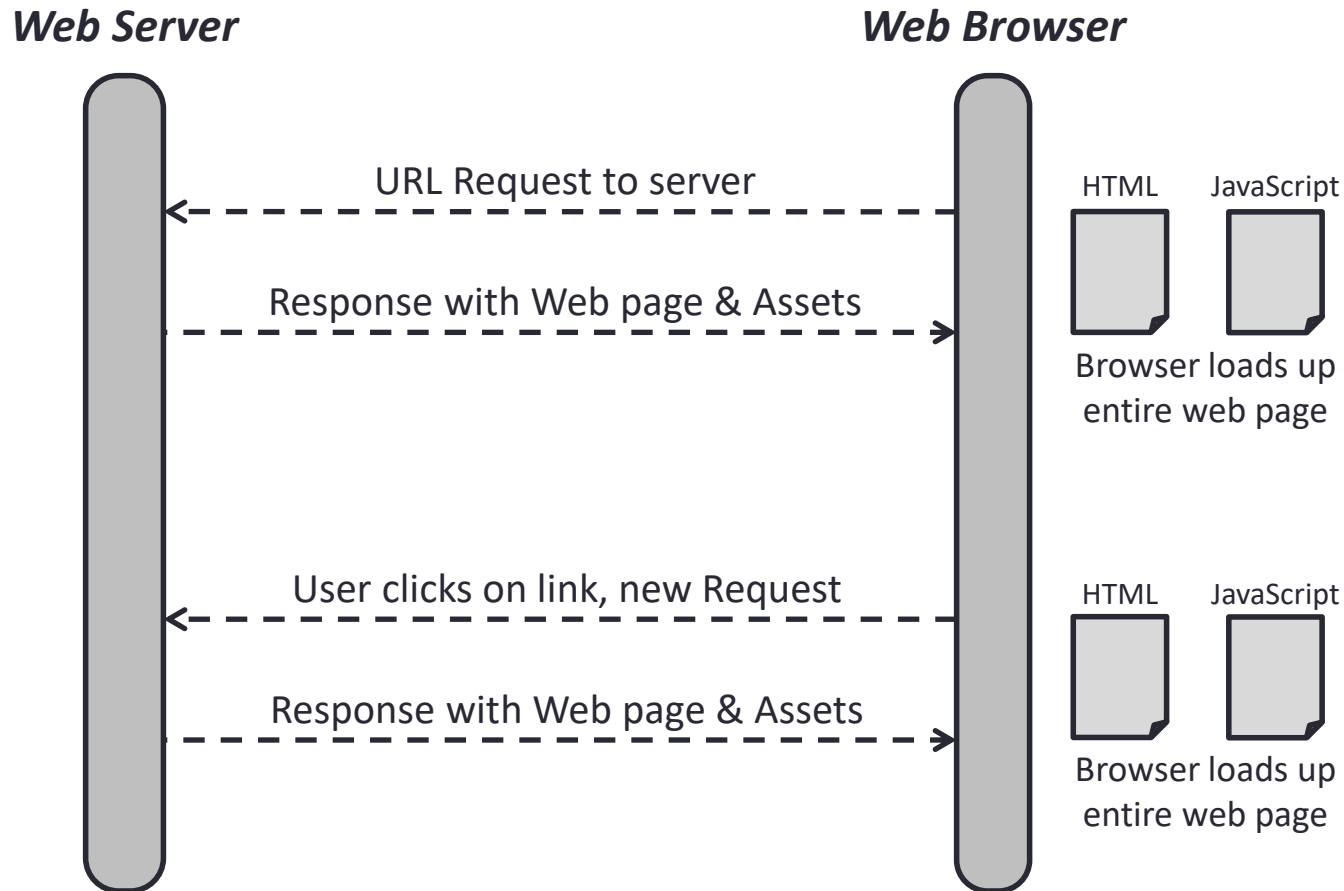 Web Server
Web Browser
URL Request to server
HTML
JavaScript
Response with Web page & Assets
Browser loads up
entire web page
User clicks on link, new Request
HTML
JavaScript
Response with Web page & Assets
Browser loads up
entire web page